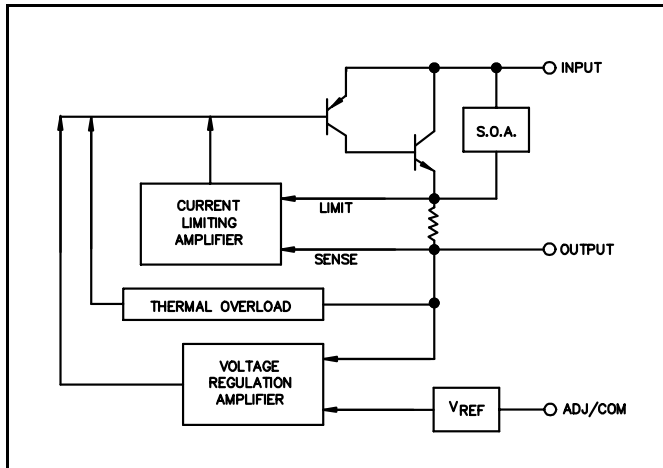 INPUT
S.O.A.
CURRENT
LIMITING
AMPLIFIER
LIMIT
SENSE
OUTPUT
THERMAL OVERLOAD
VOLTAGE
REGULATION
AMPLIFIER
VREF
ADJ/COM